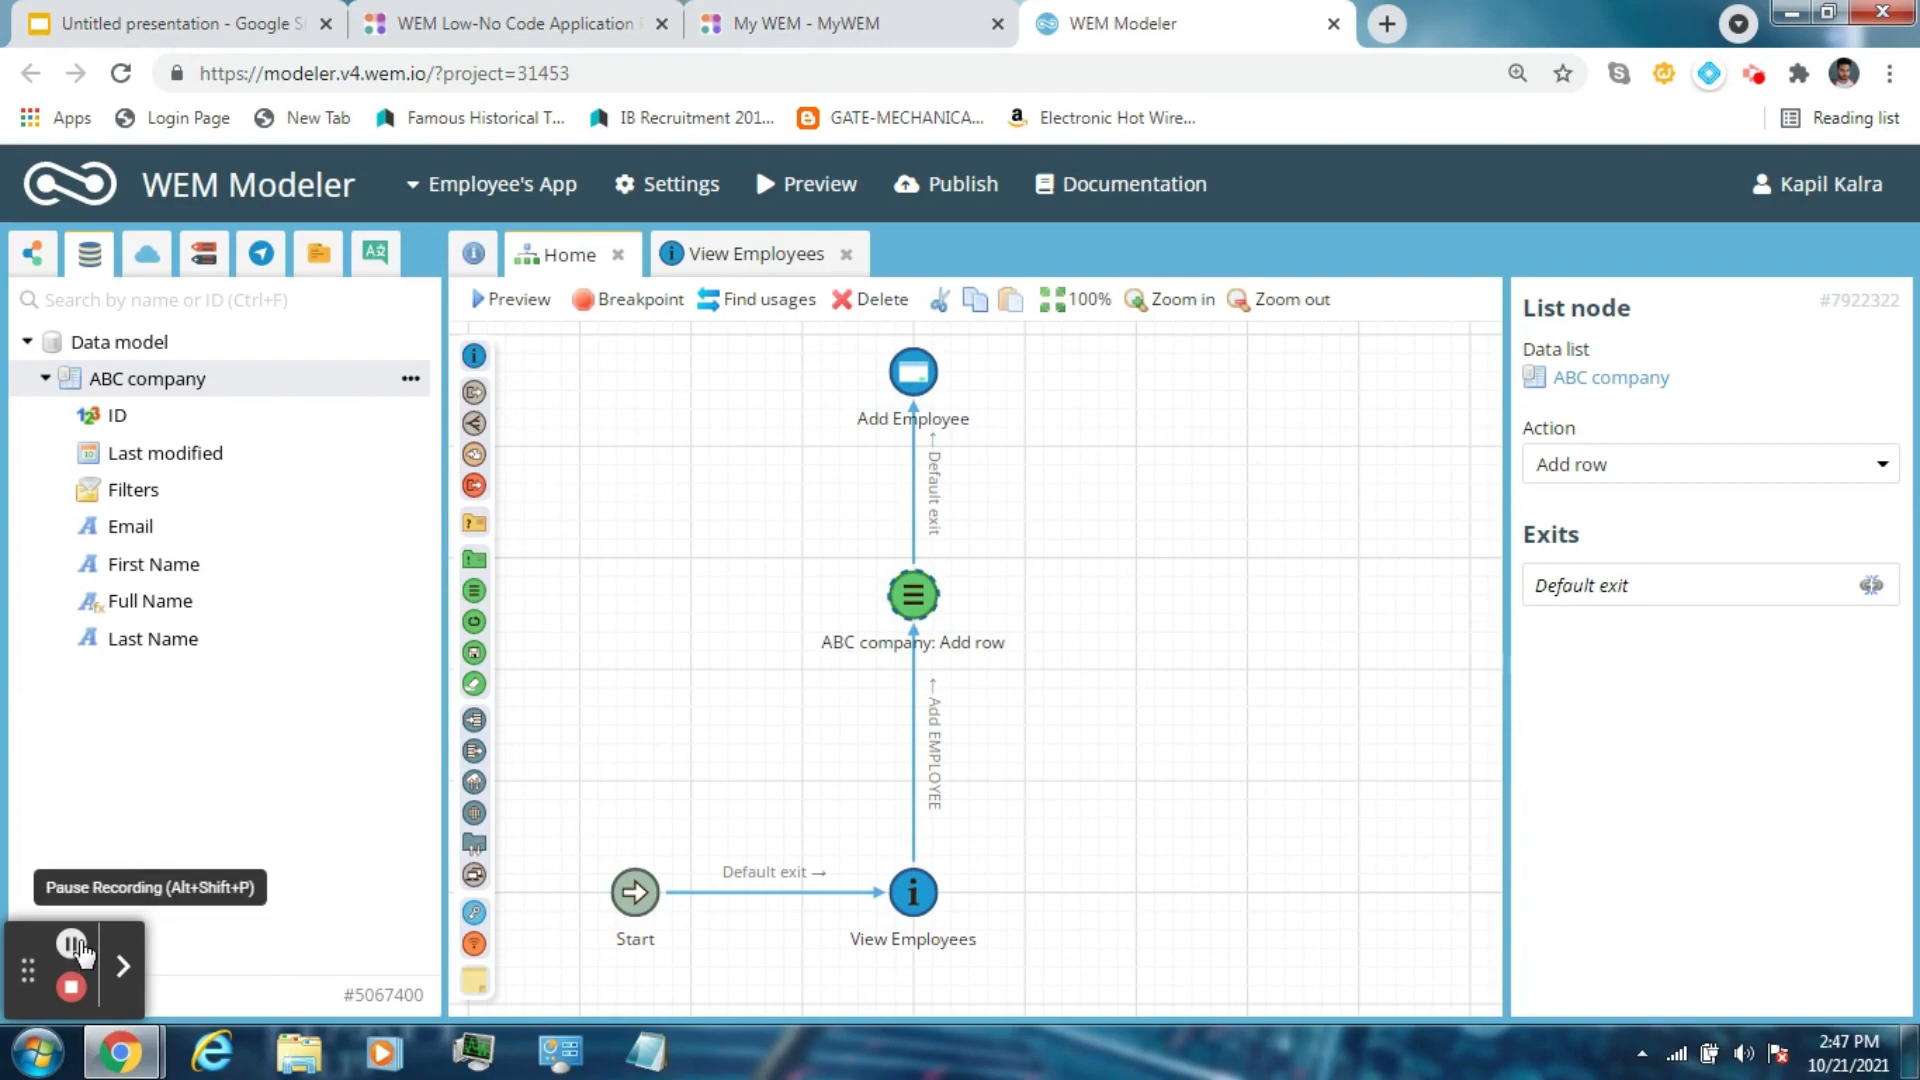 Untitled presentation - Google S
WEM Low-No Code Application
My WEM - MyWEM
WEM Modeler
https://modeler.v4.wem.io/?project=31453
Apps
Login Page
New Tab
Famous Historical T...
IB Recruitment 201...
GATE-MECHANICA...
Electronic Hot Wire...
Reading list
WEM Modeler
Employee's App
Settings
Preview
Publish
Documentation
Kapil Kalra
Home
View Employees
Search by name or ID (Ctrl+F)
Preview
Breakpoint
Find usages
Delete
100%
Zoom in
Zoom out
Data model
ABC company
ID
Last modified
Filters
Email
First Name
Full Name
Last Name
#5067400
Pause Recording (Alt+Shift+P)
Add Employee
← Default exit
ABC company: Add row
← Add EMPLOYEE
Default exit →
Start
View Employees
List node
#7922322
Data list
ABC company
Action
Add row
Exits
Default exit
2:47 PM
10/21/2021